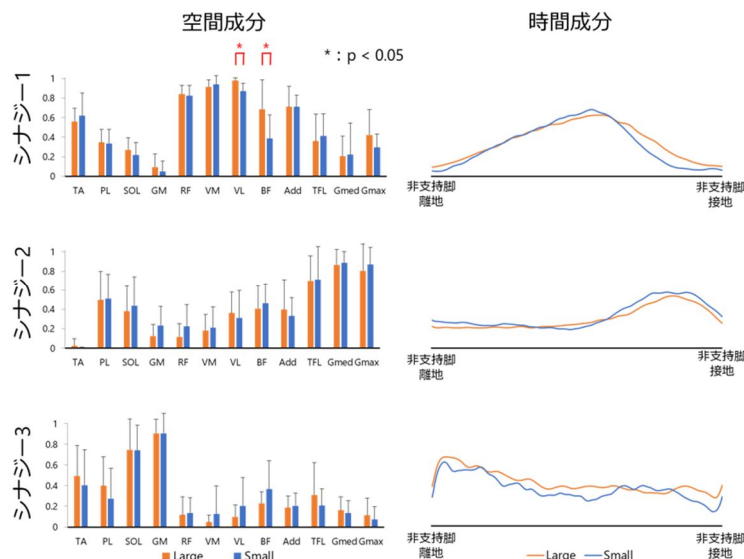 空間成分
時間成分
* : p < 0.05
* *
シナジー1
1
0.8
0.6
0.4
0.2
0
TA PL SOL GM RF VM VL BF Add TFL Gmed Gmax
非支持脚
離地
非支持脚
接地
シナジー2
1
0.8
0.6
0.4
0.2
0
TA PL SOL GM RF VM VL BF Add TFL Gmed Gmax
非支持脚
離地
非支持脚
接地
シナジー3
1
0.8
0.6
0.4
0.2
0
TA PL SOL GM RF VM VL BF Add TFL Gmed Gmax
Large Small
非支持脚
離地
非支持脚
接地
Large Small